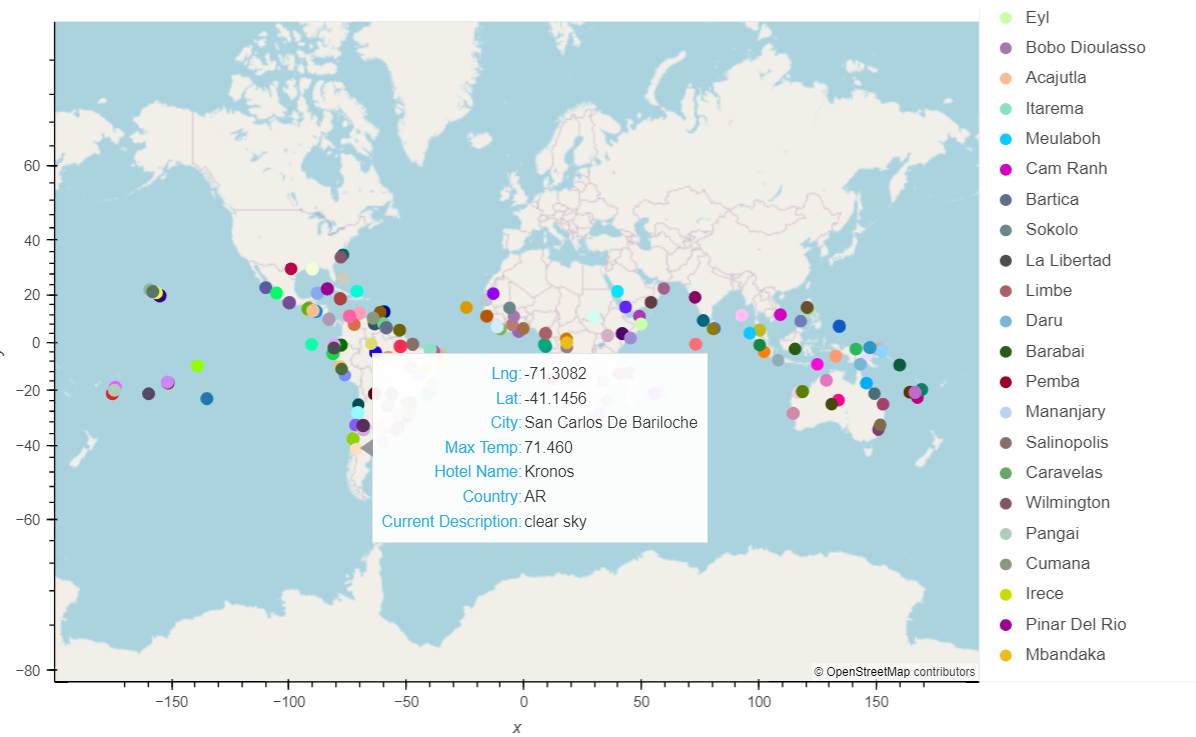 Eyl
Bobo Dioulasso
Acajutla
Itarema
Meulaboh
Cam Ranh
Bartica
Sokolo
La Libertad
Limbe
Daru
Barabai
Pemba
Mananjary
Salinopolis
Caravelas
Wilmington
Pangai
Cumana
Irece
Pinar Del Rio
Mbandaka
60
40
20
0
−20
−40
−60
−80
Lng: -71.3082
Lat: -41.1456
City: San Carlos De Bariloche
Max Temp: 71.460
Hotel Name: Kronos
Country: AR
Current Description: clear sky
© OpenStreetMap contributors
−150 −100 −50 0 50 100 150
x